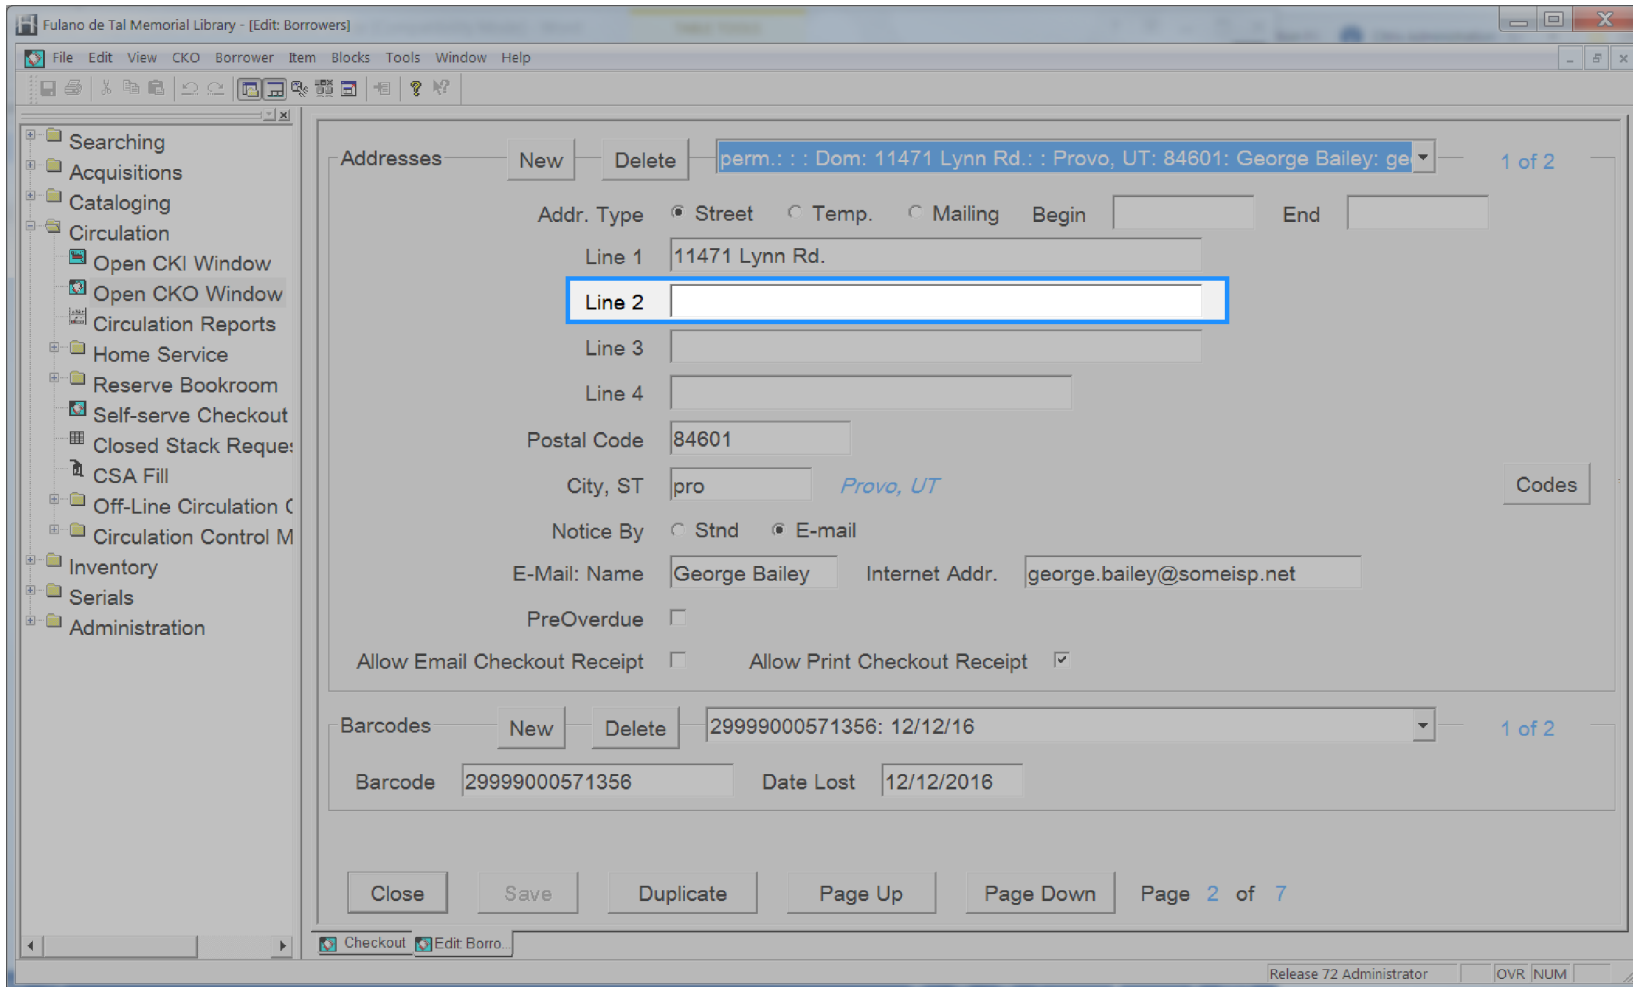 Fulano de Tal Memorial Library - [Edit: Borrowers]
File Edit View CKO Borrower Item Blocks Tools Window Help
Searching
Acquisitions
Cataloging
Circulation
Open CKI Window
Open CKO Window
Circulation Reports
Home Service
Reserve Bookroom
Self-serve Checkout
Closed Stack Reques
CSA Fill
Off-Line Circulation C
Circulation Control M
Inventory
Serials
Administration
Addresses New Delete perm.: : : Dom: 11471 Lynn Rd.: : Provo, UT: 84601: George Bailey: ge 1 of 2
Addr. Type Street Temp. Mailing Begin End
Line 1 11471 Lynn Rd.
Line 2
Line 3
Line 4
Postal Code 84601
City, ST pro Provo, UT Codes
Notice By Stnd E-mail
E-Mail: Name George Bailey Internet Addr. george.bailey@someisp.net
PreOverdue
Allow Email Checkout Receipt Allow Print Checkout Receipt
Barcodes New Delete 29999000571356: 12/12/16 1 of 2
Barcode 29999000571356 Date Lost 12/12/2016
Close Save Duplicate Page Up Page Down Page 2 of 7
Checkout Edit: Borro...
Release 72 Administrator OVR NUM